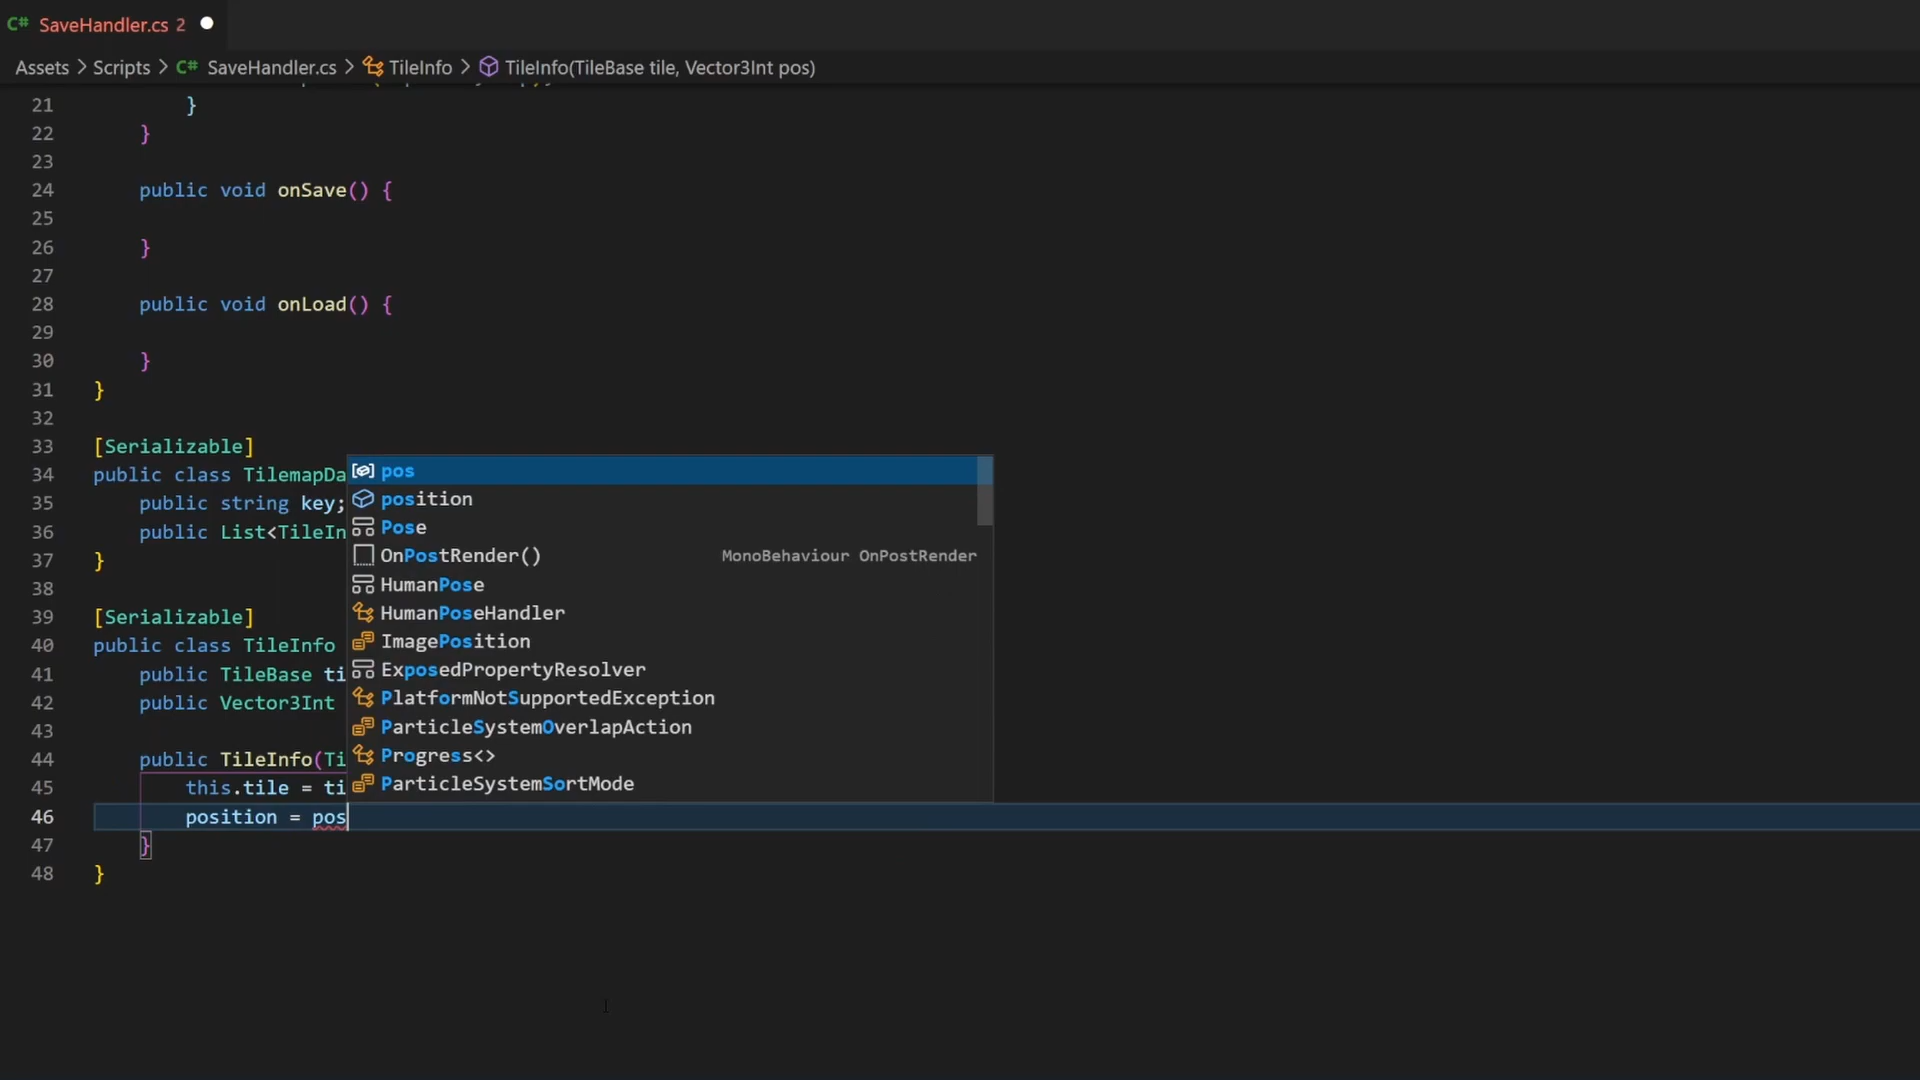 C# SaveHandler.cs 2
Assets > Scripts > C# SaveHandler.cs > TileInfo > TileInfo(TileBase tile, Vector3Int pos)
21 }
22 }
23
24 public void onSave() {
25
26 }
27
28 public void onLoad() {
29
30 }
31 }
32
33 [Serializable]
34 public class TilemapDa
35 public string key;
36 public List<TileIn
37 }
38
39 [Serializable]
40 public class TileInfo
41 public TileBase ti
42 public Vector3Int
43
44 public TileInfo(Ti
45 this.tile = ti
46 position = pos
47 }
48 }
pos
position
Pose
OnPostRender() MonoBehaviour OnPostRender
HumanPose
HumanPoseHandler
ImagePosition
ExposedPropertyResolver
PlatformNotSupportedException
ParticleSystemOverlapAction
Progress<>
ParticleSystemSortMode